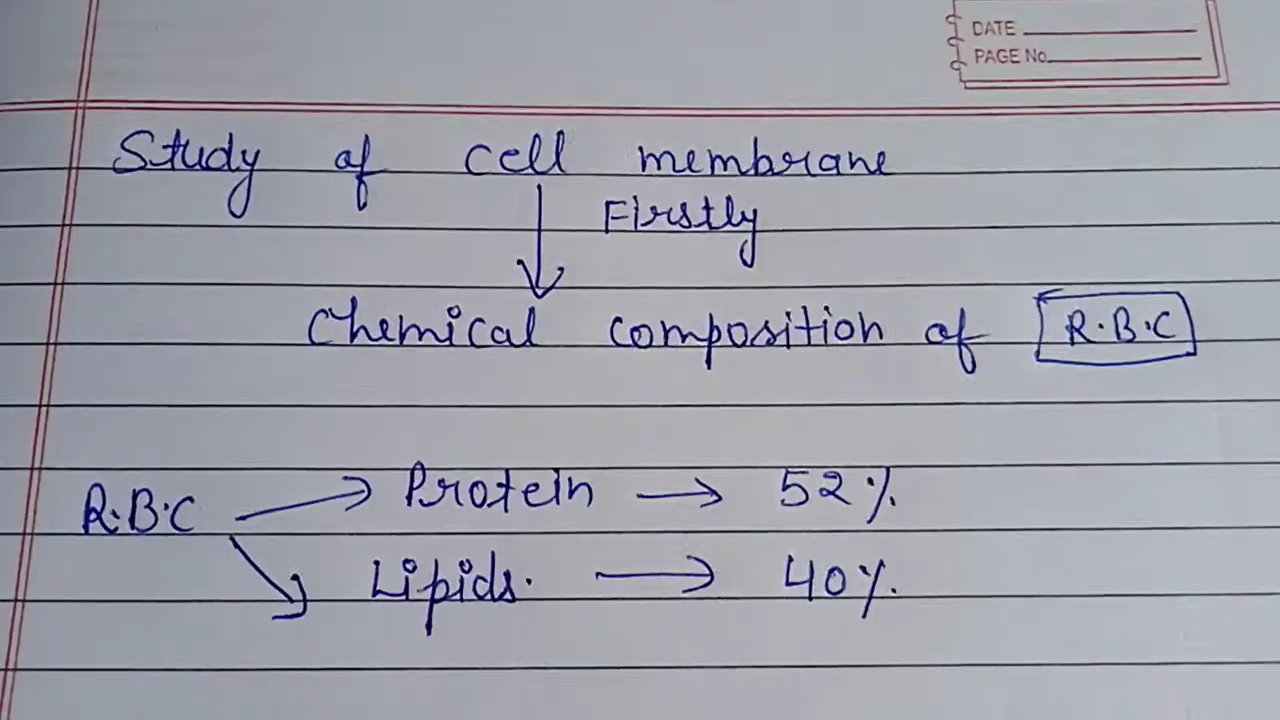 DATE
PAGE No.
Study of cell membrane
Firstly
Chemical composition of R.B.C
R.B.C → Protein → 52%.
Lipids. → 40%.